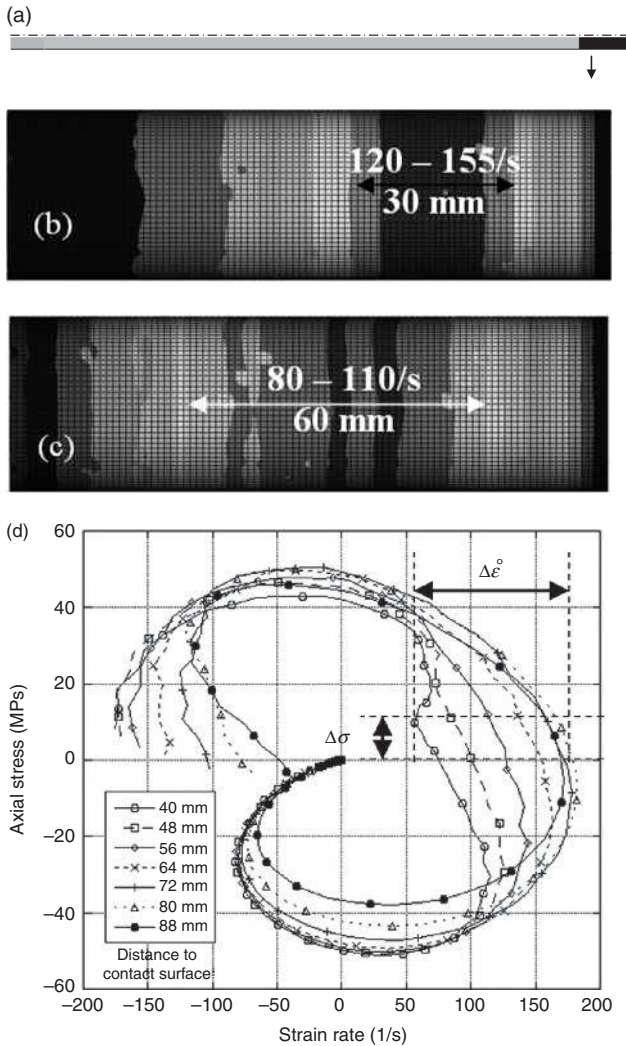 (a)
120 – 155/s
30 mm
(b)
80 – 110/s
60 mm
(c)
(d)
60
40
20
0
–20
–40
–60
Axial stress (MPs)
Δε°
Δσ
40 mm
48 mm
56 mm
64 mm
72 mm
80 mm
88 mm
Distance to
contact surface
–200 –150 –100 –50 0 50 100 150 200
Strain rate (1/s)